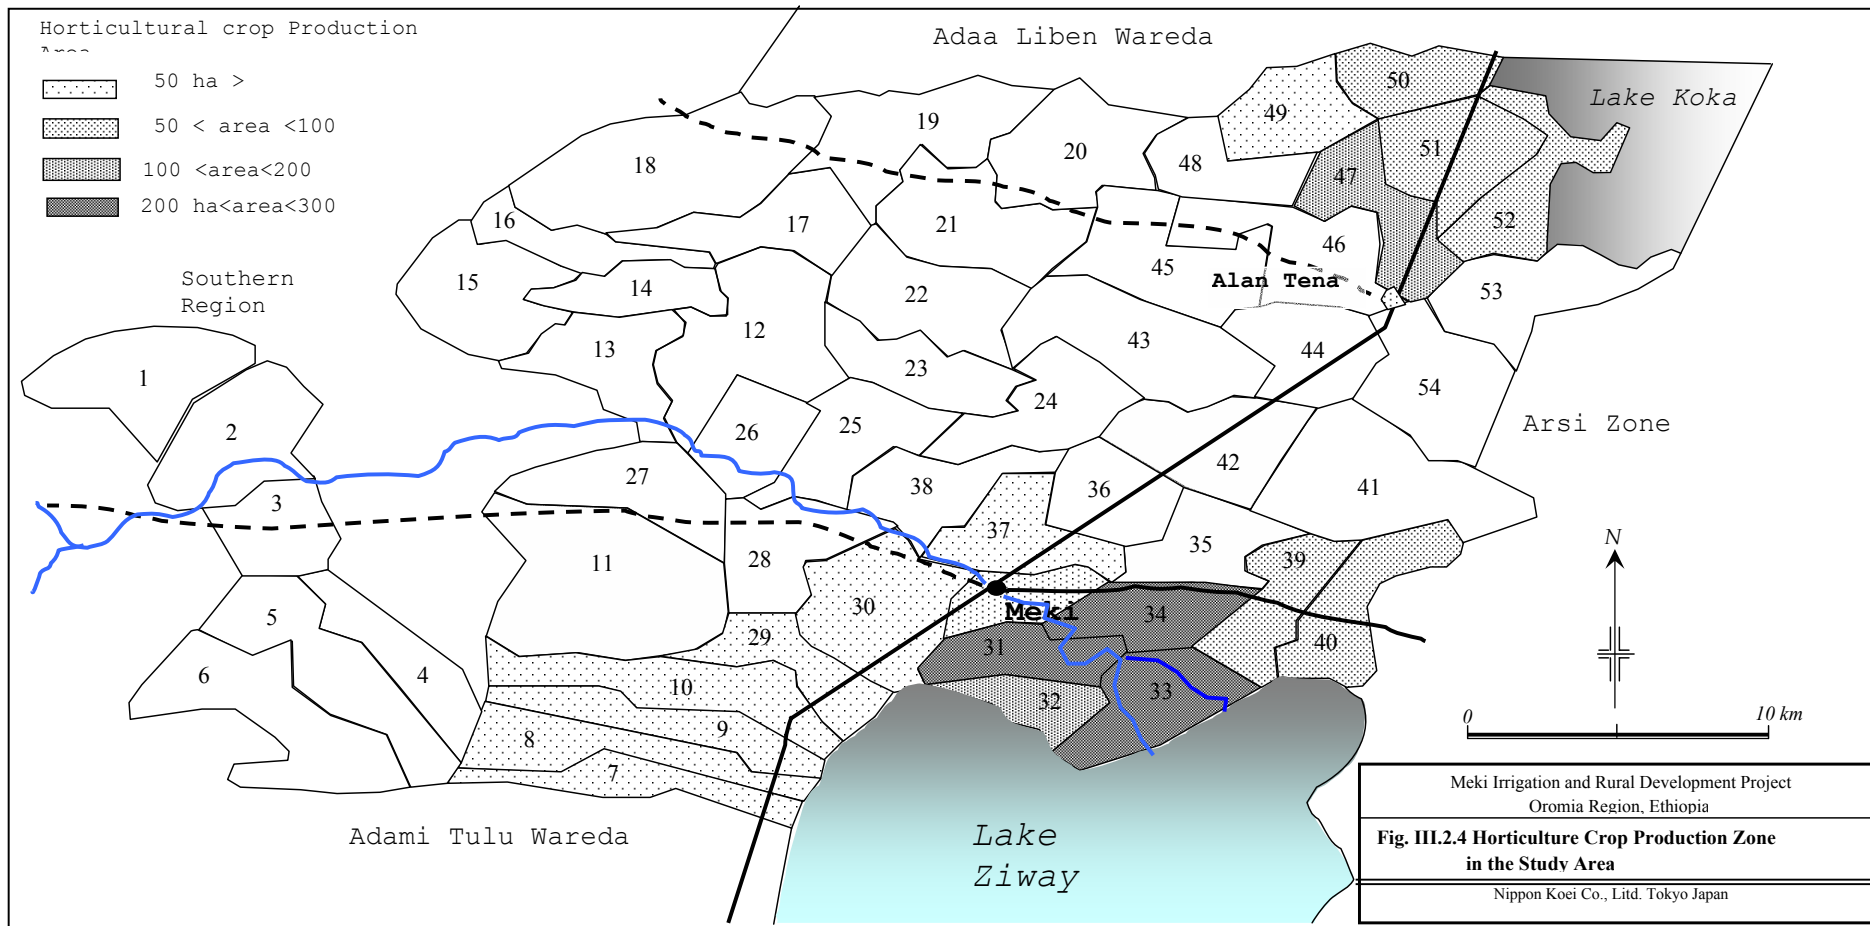 Horticultural crop Production
Area
50 ha >
50 < area <100
100 <area<200
200 ha<area<300
Adaa Liben Wareda
Lake Koka
Southern
Region
Arsi Zone
Adami Tulu Wareda
Alan Tena
Meki
Lake
Ziway
1
2
3
4
5
6
7
8
9
10
11
12
13
14
15
16
17
18
19
20
21
22
23
24
25
26
27
28
29
30
31
32
33
34
35
36
37
38
39
40
41
42
43
44
45
46
47
48
49
50
51
52
53
54
N
0
10 km
Meki Irrigation and Rural Development Project
Oromia Region, Ethiopia
Fig. III.2.4 Horticulture Crop Production Zone
in the Study Area
Nippon Koei Co., Litd. Tokyo Japan